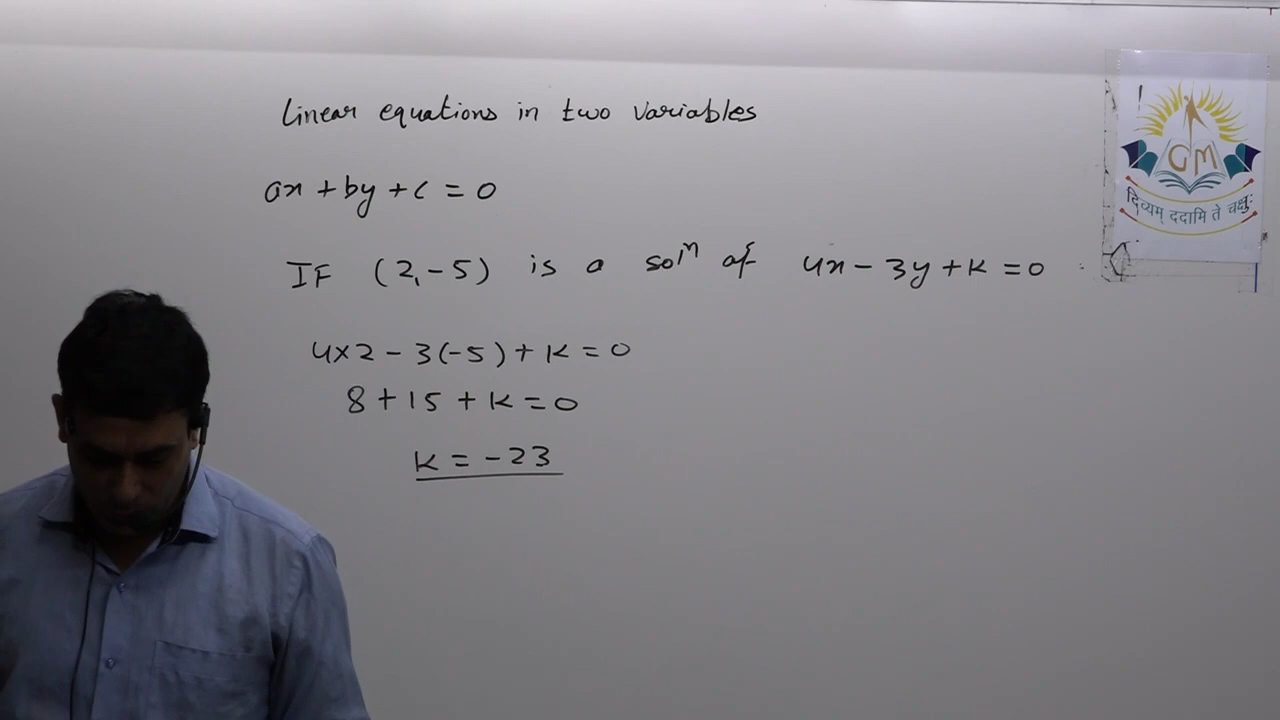 Linear equations in two variables
ax + by + c = 0
IF (2, -5) is a solⁿ of 4x - 3y + k = 0
4x2 - 3(-5) + k = 0
8 + 15 + k = 0
k = -23
GM
दिव्यम् ददामि ते चक्षुः